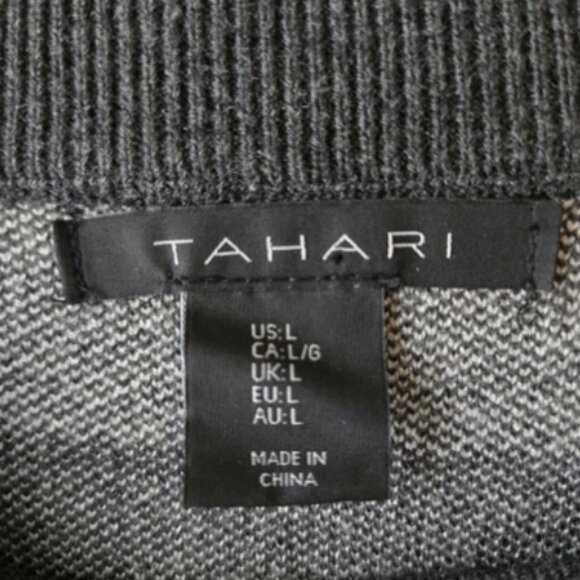 TAHARI
US:L
CA:L/G
UK:L
EU:L
AU:L
MADE IN
CHINA